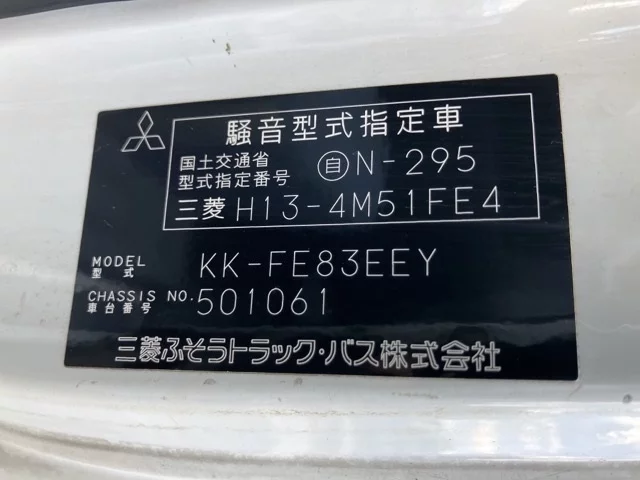 騒音型式指定車
国土交通省
型式指定番号 自N-295
三菱 H13-4M51FE4
MODEL
型式 KK-FE83EEY
CHASSIS NO.
車台番号 501061
三菱ふそうトラック・バス株式会社